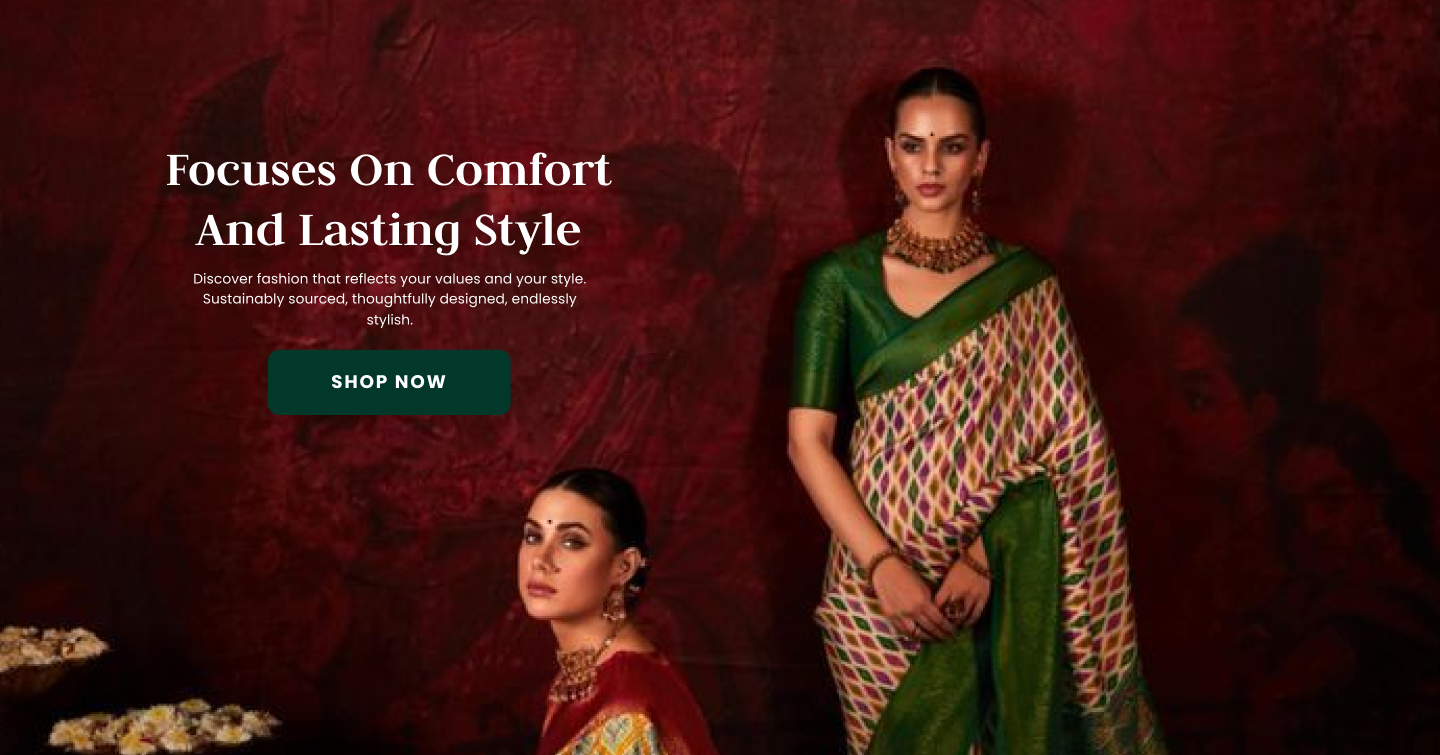 Focuses On Comfort
And Lasting Style
Discover fashion that reflects your values and your style.
Sustainably sourced, thoughtfully designed, endlessly
stylish.
SHOP NOW